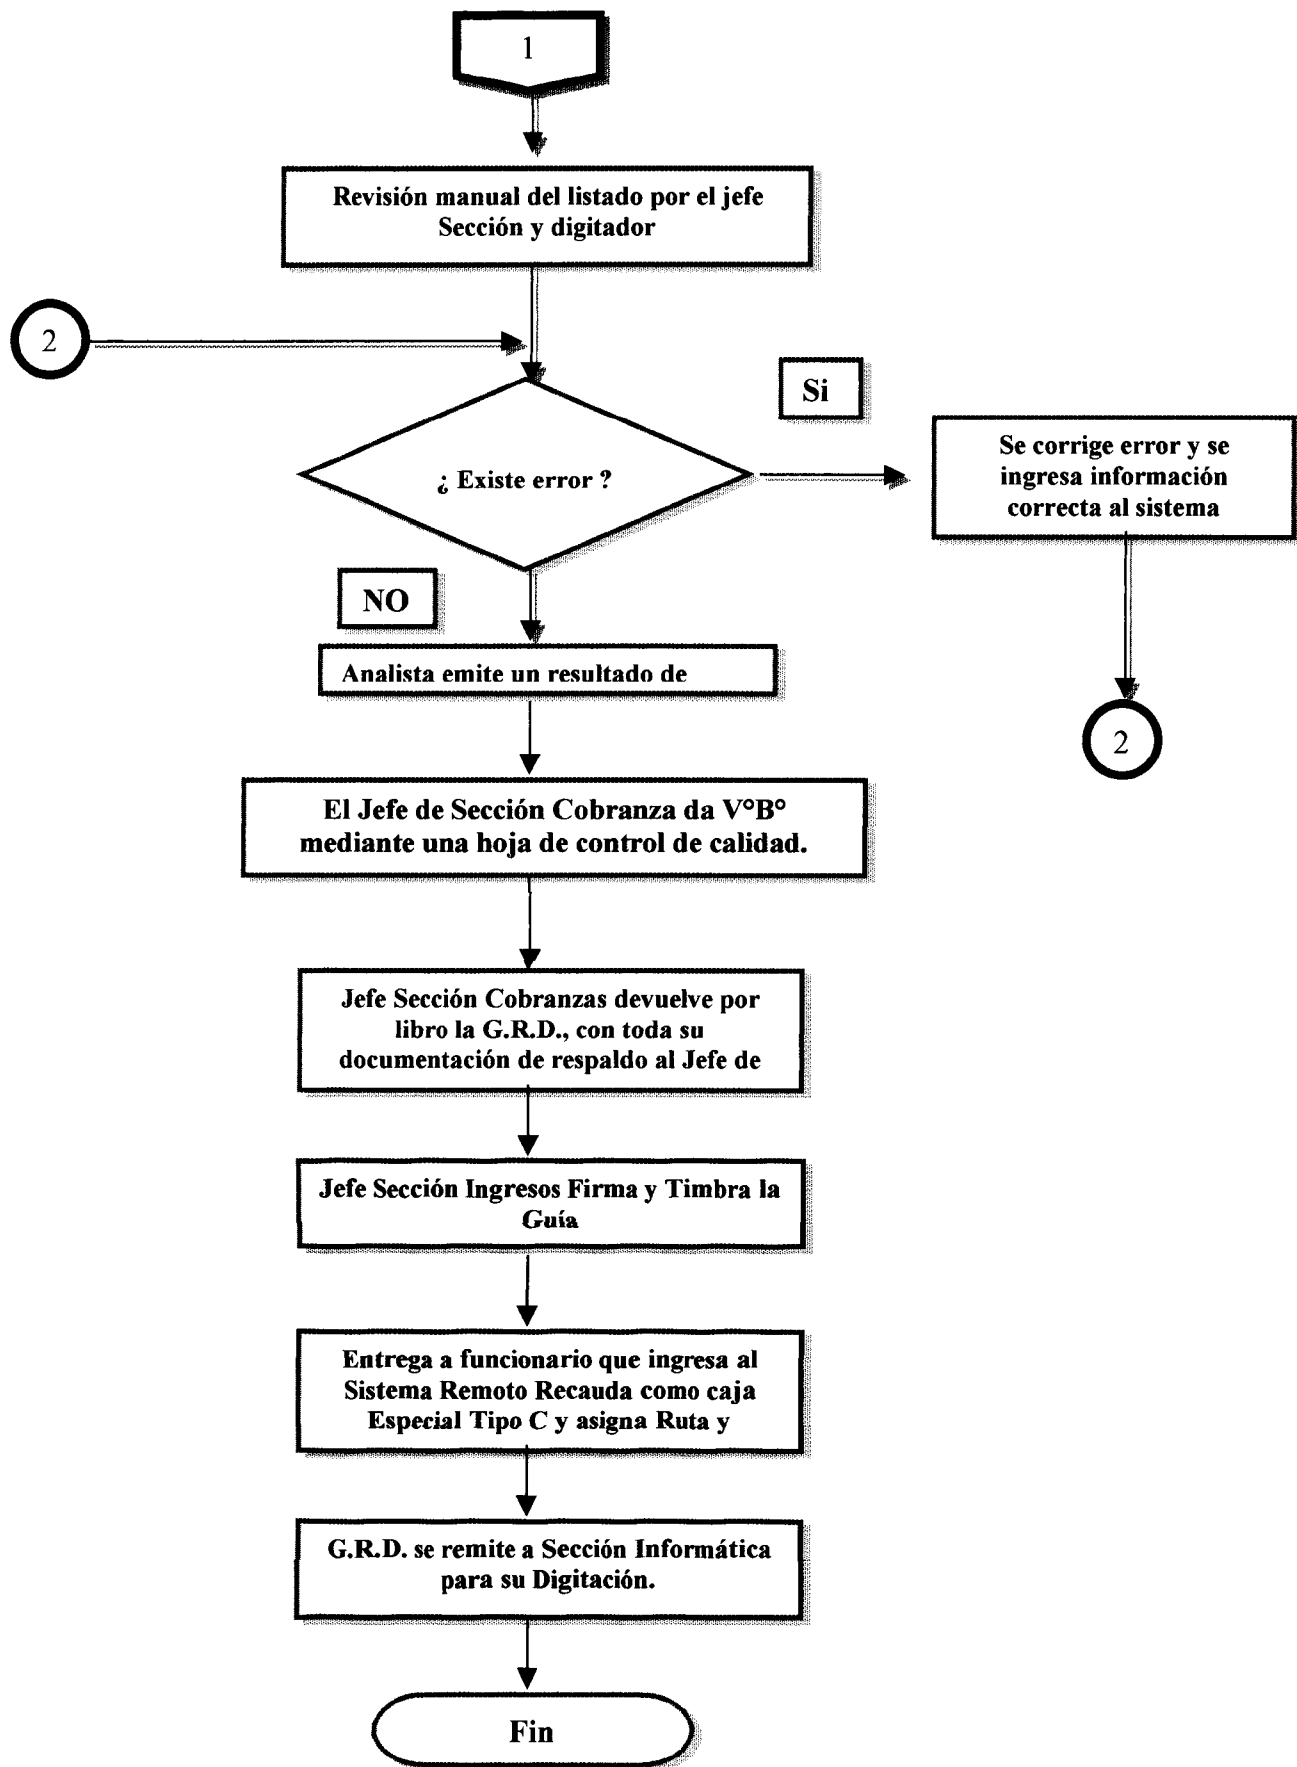 1
Revisión manual del listado por el jefe
Sección y digitador
2
¿ Existe error ?
Si
Se corrige error y se
ingresa información
correcta al sistema
2
NO
Analista emite un resultado de
El Jefe de Sección Cobranza da V°B°
mediante una hoja de control de calidad.
Jefe Sección Cobranzas devuelve por
libro la G.R.D., con toda su
documentación de respaldo al Jefe de
Jefe Sección Ingresos Firma y Timbra la
Guía
Entrega a funcionario que ingresa al
Sistema Remoto Recauda como caja
Especial Tipo C y asigna Ruta y
G.R.D. se remite a Sección Informática
para su Digitación.
Fin